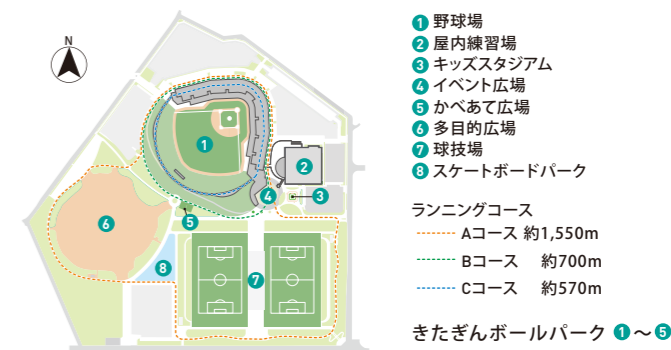 N
1
2
3
4
5
6
7
8
1 野球場
2 屋内練習場
3 キッズスタジアム
4 イベント広場
5 かべあて広場
6 多目的広場
7 球技場
8 スケートボードパーク
ランニングコース
Aコース 約1,550m
Bコース 約700m
Cコース 約570m
きたぎんボールパーク 1～5